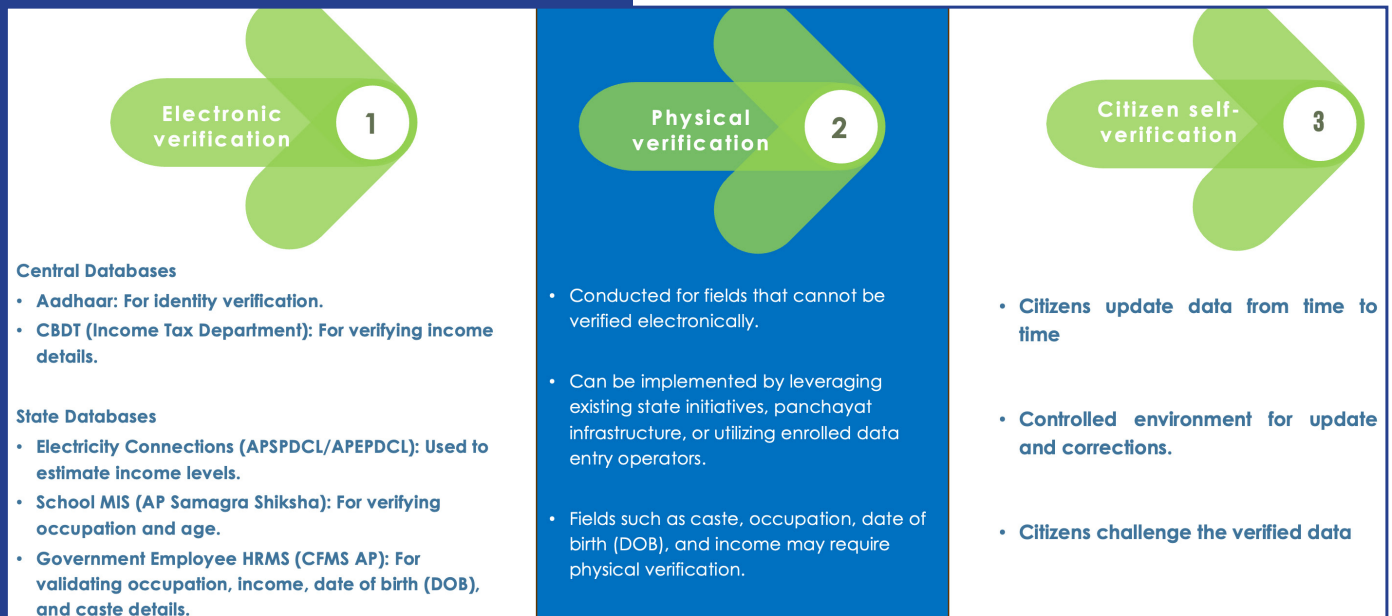 Electronic
verification
1
Central Databases
• Aadhaar: For identity verification.
• CBDT (Income Tax Department): For verifying income
details.
State Databases
• Electricity Connections (APSPDCL/APEPDCL): Used to
estimate income levels.
• School MIS (AP Samagra Shiksha): For verifying
occupation and age.
• Government Employee HRMS (CFMS AP): For
validating occupation, income, date of birth (DOB),
and caste details.
Physical
verification
2
• Conducted for fields that cannot be
verified electronically.
• Can be implemented by leveraging
existing state initiatives, panchayat
infrastructure, or utilizing enrolled data
entry operators.
• Fields such as caste, occupation, date of
birth (DOB), and income may require
physical verification.
Citizen self-
verification
3
• Citizens update data from time to
time
• Controlled environment for update
and corrections.
• Citizens challenge the verified data